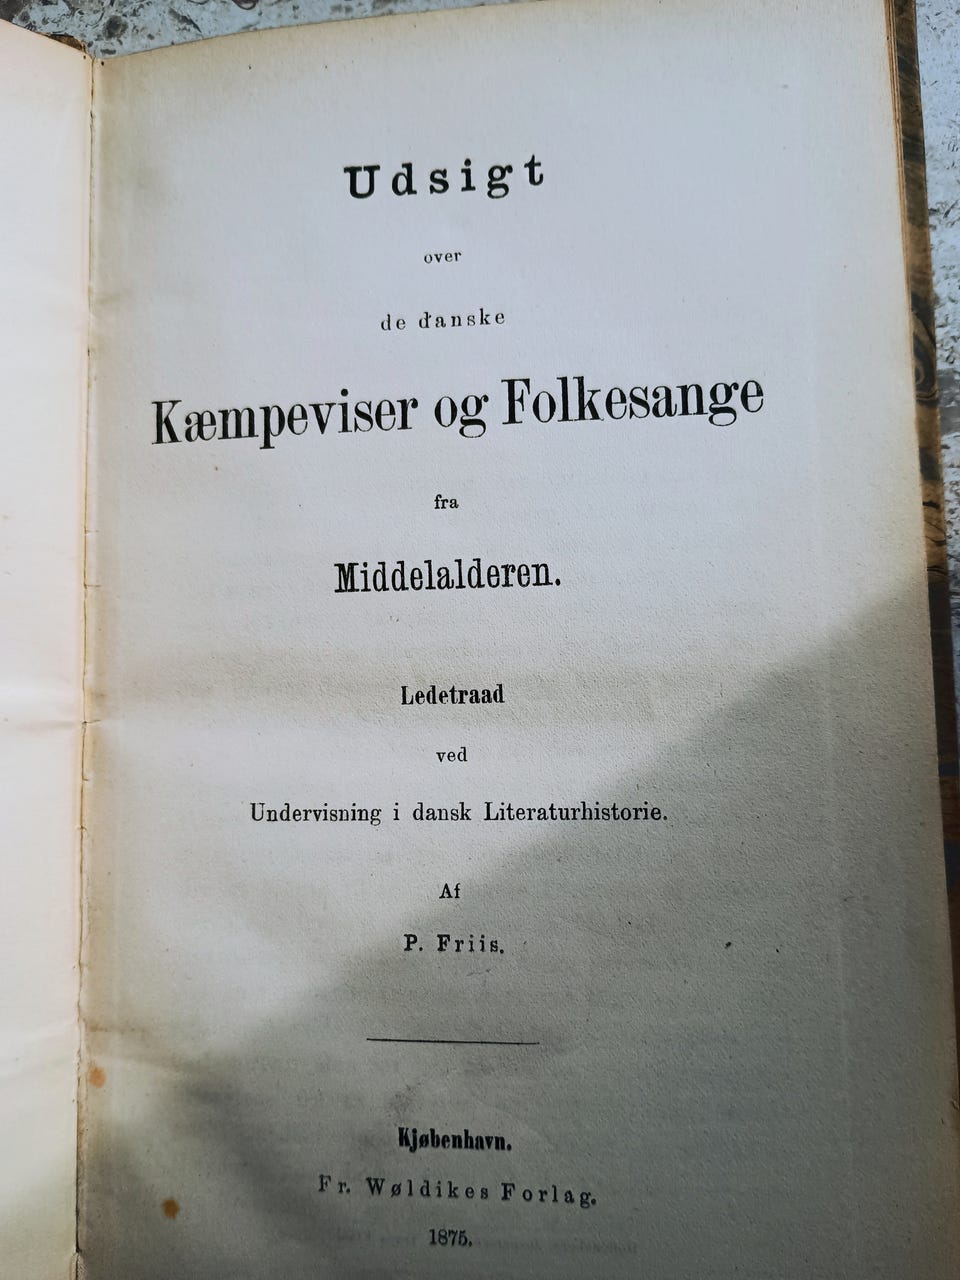 Udsigt
over
de danske
Kæmpeviser og Folkesange
fra
Middelalderen.
Ledetraad
ved
Undervisning i dansk Literaturhistorie.
Af
P. Friis.
Kjøbenhavn.
Fr. Wøldikes Forlag.
1875.